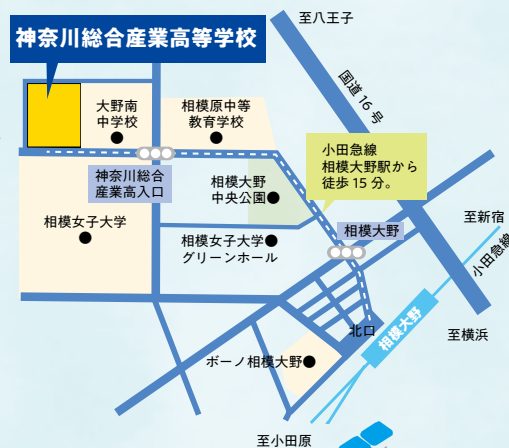 至八王子
神奈川総合産業高等学校
国道16号
大野南
中学校
相模原中等
教育学校
小田急線
相模大野駅から
徒歩15分。
神奈川総合
産業高入口
相模大野
中央公園
相模女子大学
相模大野
至新宿
小田急線
相模女子大学
グリーンホール
北口
相模大野
至横浜
ボーノ相模大野
至小田原